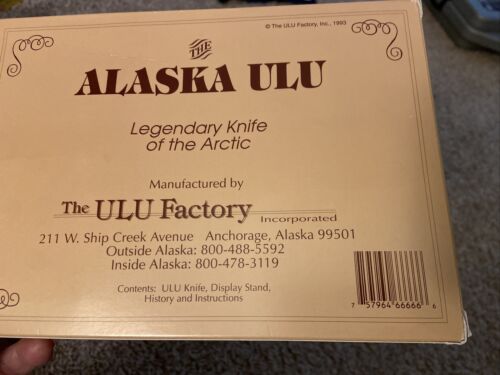 © The ULU Factory, Inc., 1993
THE
ALASKA ULU
Legendary Knife
of the Arctic
Manufactured by
The ULU Factory Incorporated
211 W. Ship Creek Avenue Anchorage, Alaska 99501
Outside Alaska: 800-488-5592
Inside Alaska: 800-478-3119
Contents: ULU Knife, Display Stand,
History and Instructions
7 57964 66666 6